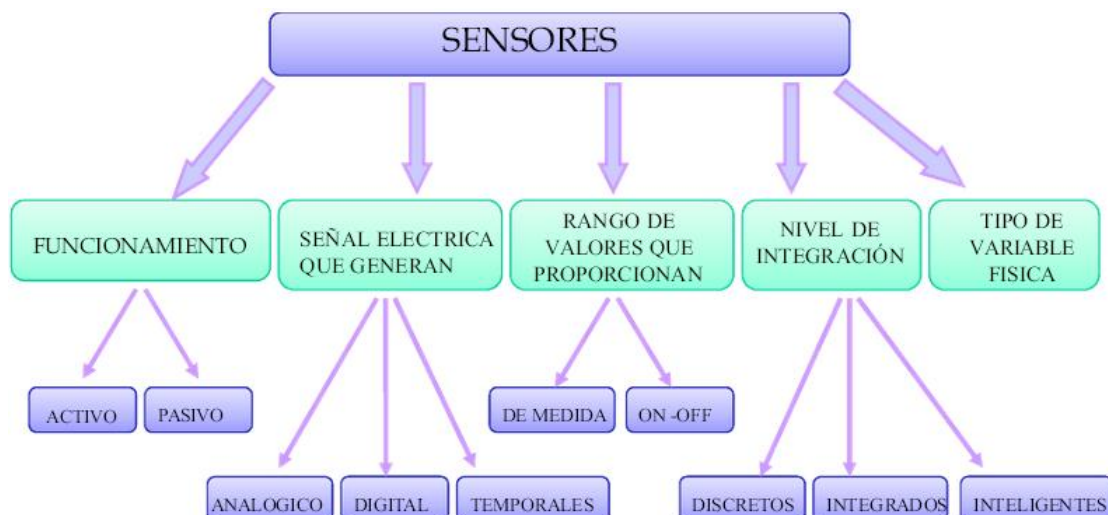 SENSORES
FUNCIONAMIENTO
SEÑAL ELECTRICA
QUE GENERAN
RANGO DE
VALORES QUE
PROPORCIONAN
NIVEL DE
INTEGRACIÓN
TIPO DE
VARIABLE
FISICA
ACTIVO
PASIVO
DE MEDIDA
ON -OFF
ANALOGICO
DIGITAL
TEMPORALES
DISCRETOS
INTEGRADOS
INTELIGENTES